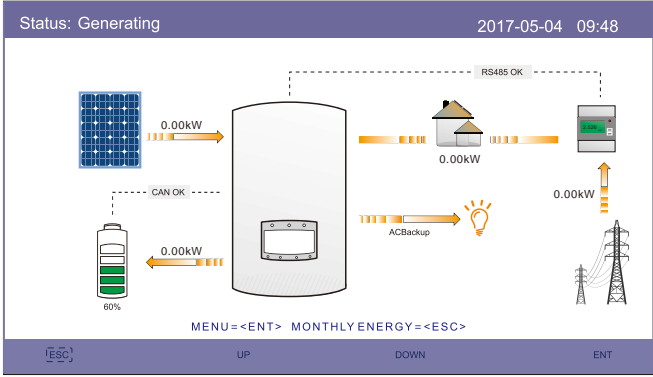 Status: Generating
2017-05-04 09:48
RS485 OK
0.00kW
0.00kW
CAN OK
0.00kW
0.00kW
ACBackup
60%
MENU=<ENT> MONTHLY ENERGY=<ESC>
ESC UP DOWN ENT